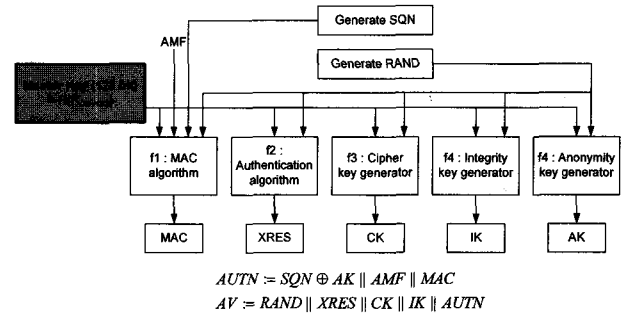 Generate SQN
AMF
Generate RAND
f1 : MAC
algorithm
f2 :
Authentication
algorithm
f3 : Cipher
key generator
f4 : Integrity
key generator
f4 : Anonymity
key generator
MAC
XRES
CK
IK
AK
AUTN := SQN ⊕ AK || AMF || MAC
AV := RAND || XRES || CK || IK || AUTN